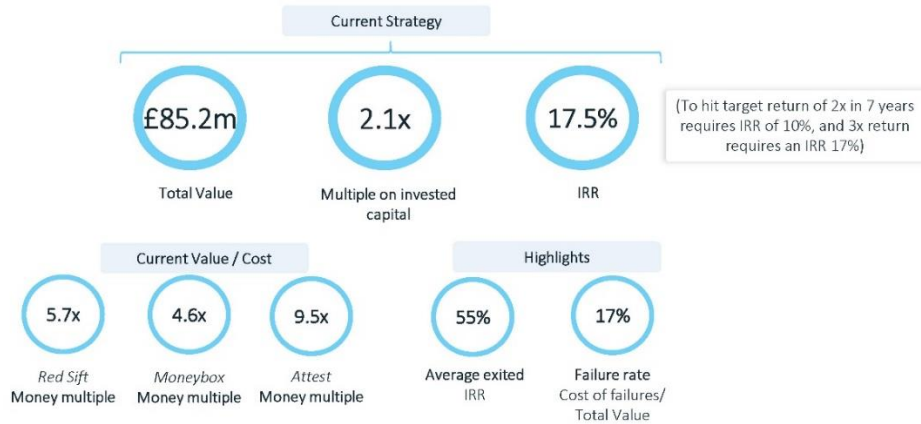 Current Strategy
£85.2m
2.1x
17.5%
(To hit target return of 2x in 7 years
requires IRR of 10%, and 3x return
requires an IRR 17%)
Total Value
Multiple on invested
capital
IRR
Current Value / Cost
Highlights
5.7x
4.6x
9.5x
55%
17%
Red Sift
Money multiple
Moneybox
Money multiple
Attest
Money multiple
Average exited
IRR
Failure rate
Cost of failures/
Total Value